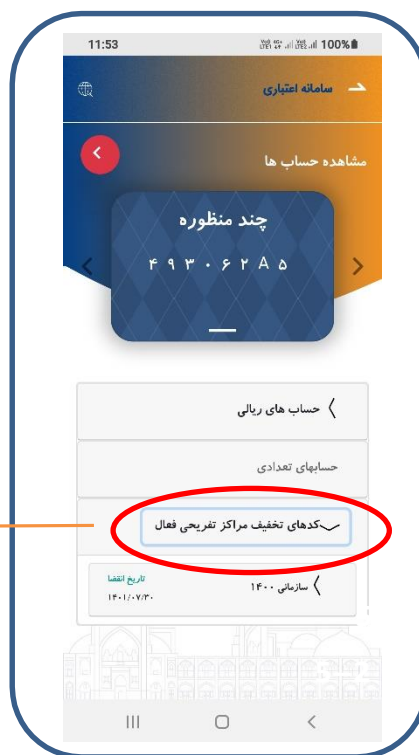 11:53
100%
سامانه اعتباری
مشاهده حساب ها
چند منظوره
۴۹۳۰۶۲A۵
حساب های ریالی
حسابهای تعدادی
کدهای تخفیف مراکز تفریحی فعال
سازمانی ۱۴۰۰
تاریخ انقضا
۱۴۰۱/۰۷/۳۰